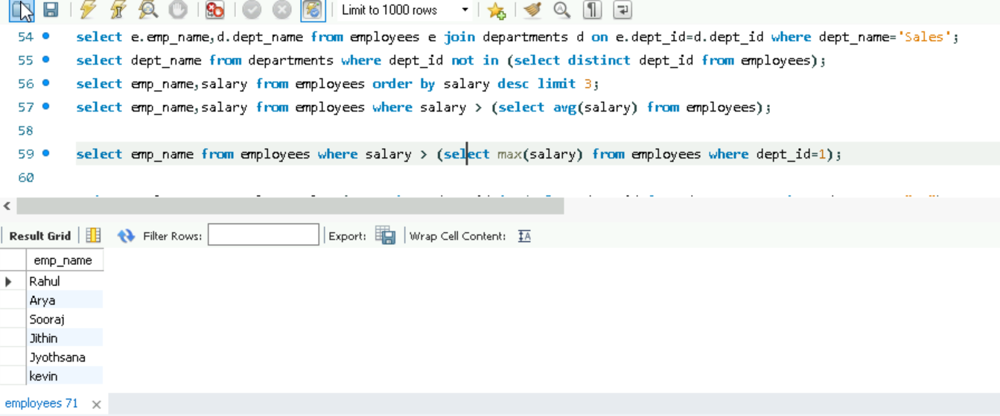 Limit to 1000 rows
54 select e.emp_name,d.dept_name from employees e join departments d on e.dept_id=d.dept_id where dept_name='Sales';
55 select dept_name from departments where dept_id not in (select distinct dept_id from employees);
56 select emp_name,salary from employees order by salary desc limit 3;
57 select emp_name,salary from employees where salary > (select avg(salary) from employees);
58
59 select emp_name from employees where salary > (select max(salary) from employees where dept_id=1);
60
Result Grid Filter Rows: Export: Wrap Cell Content:
emp_name
Rahul
Arya
Sooraj
Jithin
Jyothsana
kevin
employees 71